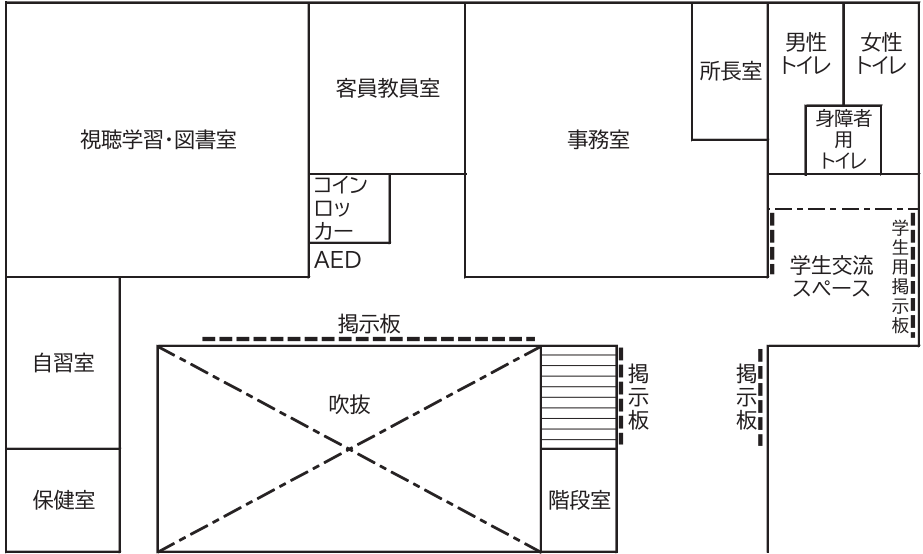 視聴学習・図書室
客員教員室
コイン
ロッ
カー
AED
事務室
所長室
男性
トイレ
女性
トイレ
身障者
用
トイレ
学生交流
スペース
学生用掲示板
掲示板
自習室
吹抜
掲示板
掲示板
保健室
階段室